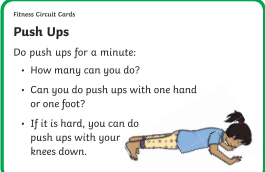 Fitness Circuit Cards
Push Ups
Do push ups for a minute:
• How many can you do?
• Can you do push ups with one hand
or one foot?
• If it is hard, you can do
push ups with your
knees down.